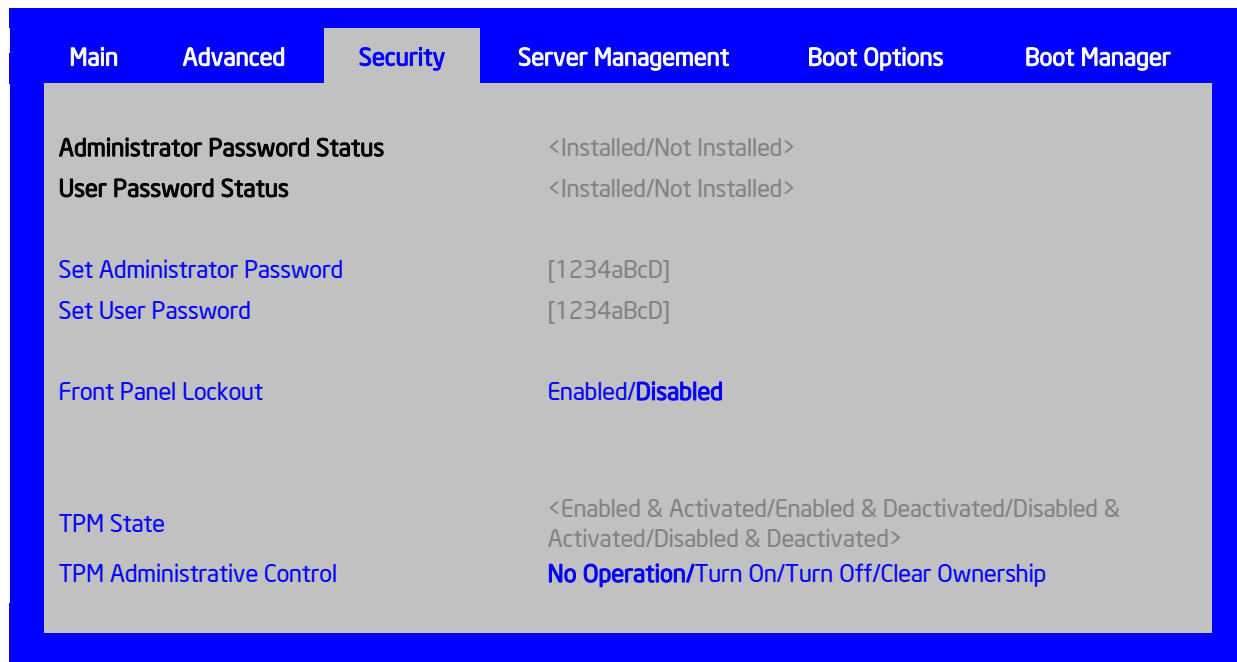 Main Advanced Security Server Management Boot Options Boot Manager
Administrator Password Status <Installed/Not Installed>
User Password Status <Installed/Not Installed>
Set Administrator Password [1234aBcD]
Set User Password [1234aBcD]
Front Panel Lockout Enabled/Disabled
TPM State <Enabled & Activated/Enabled & Deactivated/Disabled &
Activated/Disabled & Deactivated>
TPM Administrative Control No Operation/Turn On/Turn Off/Clear Ownership